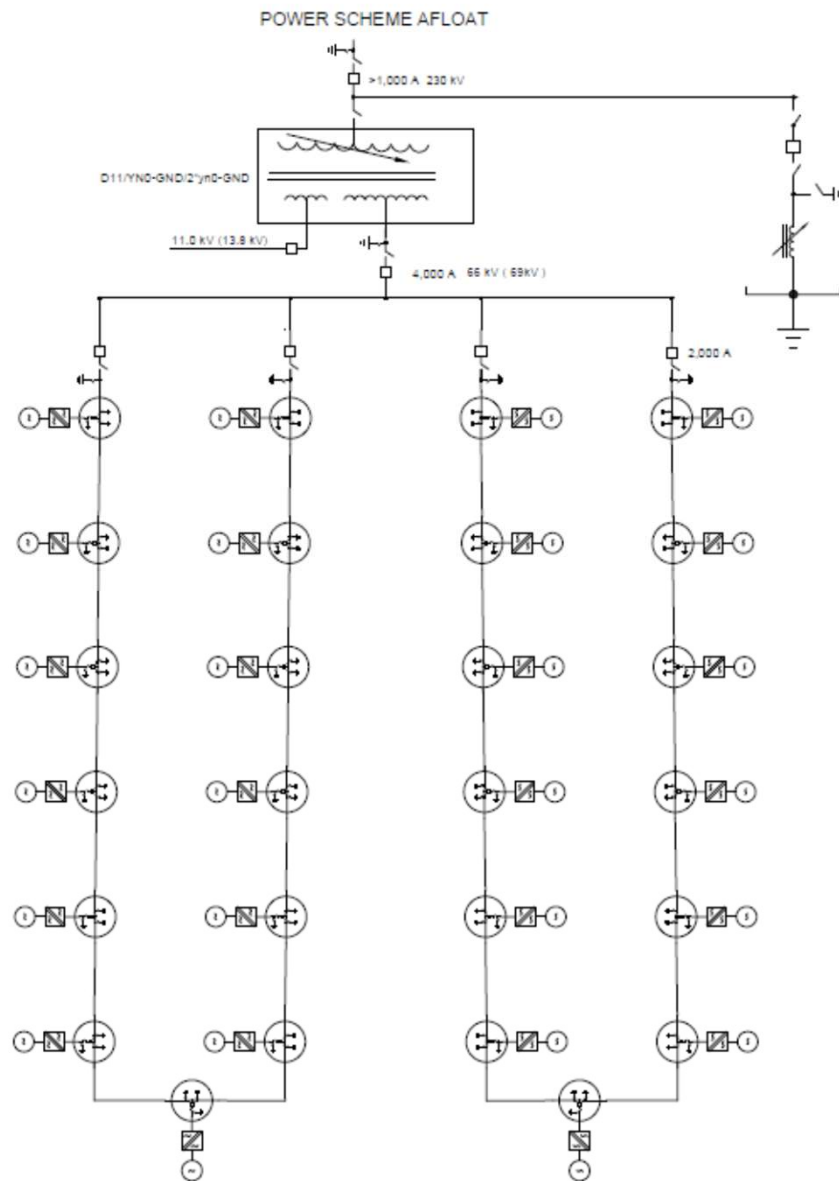 POWER SCHEME AFLOAT
>1,000 A 230 kV
D11/YN0-GND/2*yn0-GND
11.0 kV (13.8 kV)
4,000 A 66 kV ( 69kV )
2,000 A